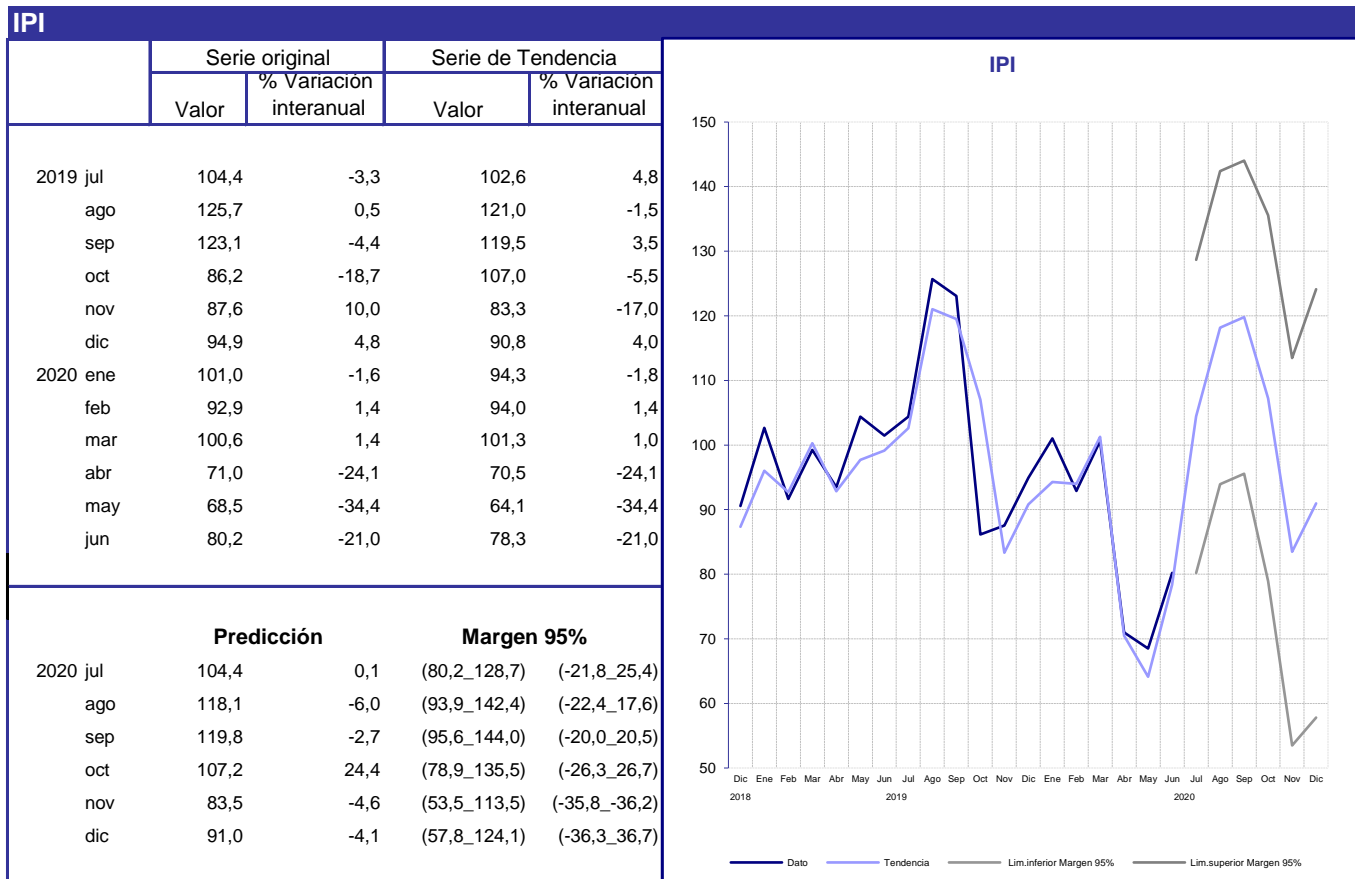 IPI
Serie original Serie de Tendencia
Valor % Variación interanual Valor % Variación interanual
2019 jul 104,4 -3,3 102,6 4,8
ago 125,7 0,5 121,0 -1,5
sep 123,1 -4,4 119,5 3,5
oct 86,2 -18,7 107,0 -5,5
nov 87,6 10,0 83,3 -17,0
dic 94,9 4,8 90,8 4,0
2020 ene 101,0 -1,6 94,3 -1,8
feb 92,9 1,4 94,0 1,4
mar 100,6 1,4 101,3 1,0
abr 71,0 -24,1 70,5 -24,1
may 68,5 -34,4 64,1 -34,4
jun 80,2 -21,0 78,3 -21,0
Predicción Margen 95%
2020 jul 104,4 0,1 (80,2_128,7) (-21,8_25,4)
ago 118,1 -6,0 (93,9_142,4) (-22,4_17,6)
sep 119,8 -2,7 (95,6_144,0) (-20,0_20,5)
oct 107,2 24,4 (78,9_135,5) (-26,3_26,7)
nov 83,5 -4,6 (53,5_113,5) (-35,8_-36,2)
dic 91,0 -4,1 (57,8_124,1) (-36,3_36,7)
IPI
150
140
130
120
110
100
90
80
70
60
50
Dic Ene Feb Mar Abr May Jun Jul Ago Sep Oct Nov Dic Ene Feb Mar Abr May Jun Jul Ago Sep Oct Nov Dic
2018 2019 2020
Dato Tendencia Lim.inferior Margen 95% Lim.superior Margen 95%